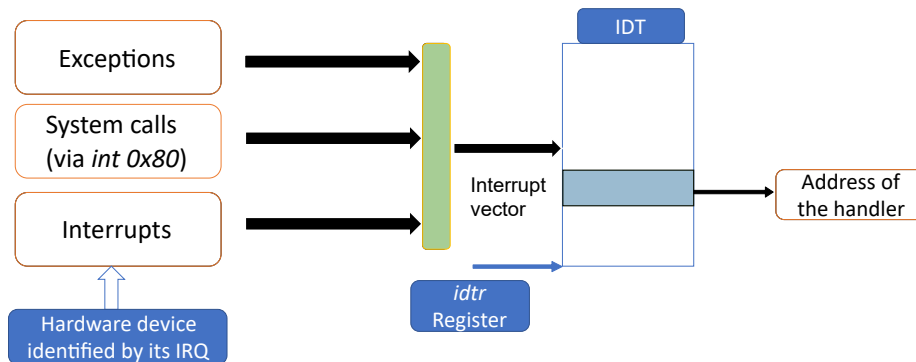 IDT
Exceptions
System calls
(via int 0x80)
Interrupts
Interrupt
vector
Address of
the handler
idtr
Register
Hardware device
identified by its IRQ